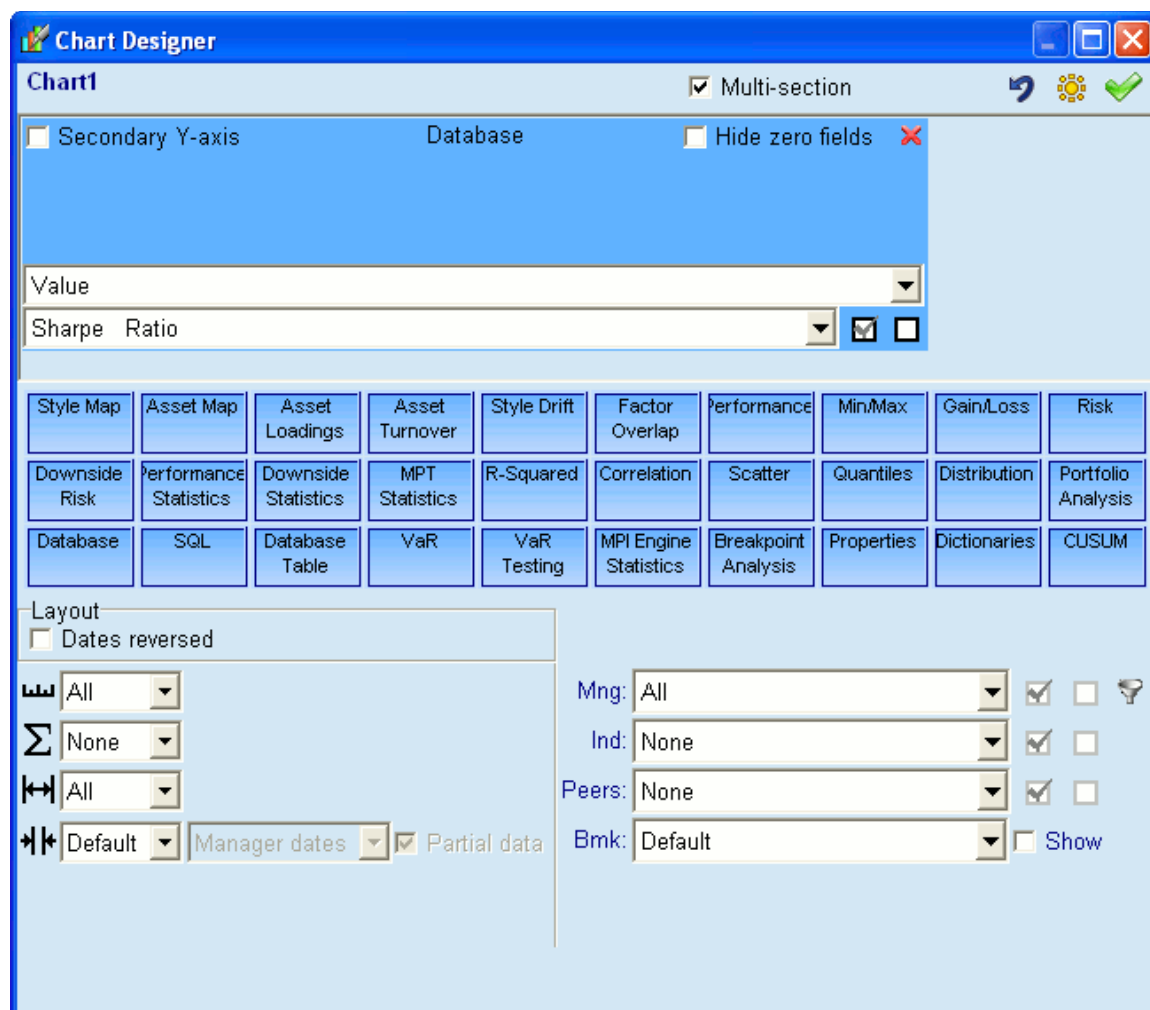 Chart Designer
Chart1
Multi-section
Secondary Y-axis Database Hide zero fields
Value
Sharpe Ratio
Style Map Asset Map Asset Loadings Asset Turnover Style Drift Factor Overlap Performance Min/Max Gain/Loss Risk
Downside Risk Performance Statistics Downside Statistics MPT Statistics R-Squared Correlation Scatter Quantiles Distribution Portfolio Analysis
Database SQL Database Table VaR VaR Testing MPI Engine Statistics Breakpoint Analysis Properties Dictionaries CUSUM
Layout
Dates reversed
All
None
All
Default Manager dates Partial data
Mng: All
Ind: None
Peers: None
Bmk: Default Show